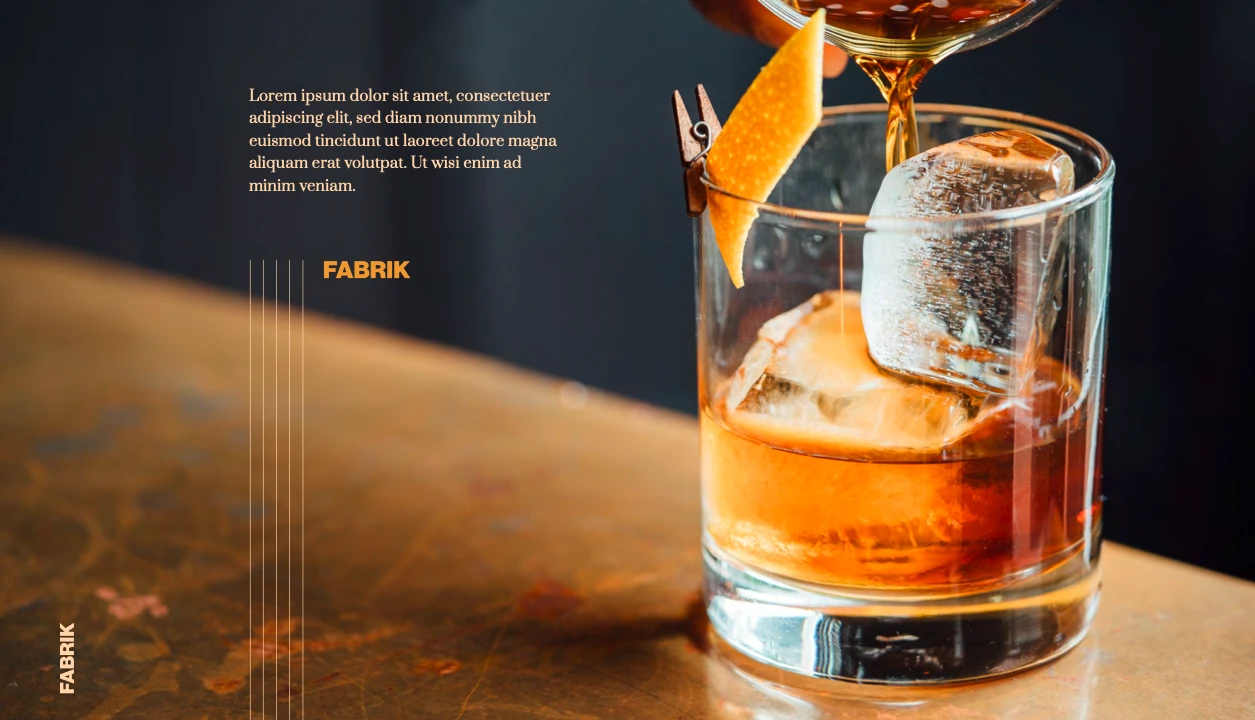 Lorem ipsum dolor sit amet, consectetuer
adipiscing elit, sed diam nonummy nibh
euismod tincidunt ut laoreet dolore magna
aliquam erat volutpat. Ut wisi enim ad
minim veniam.
FABRIK
FABRIK